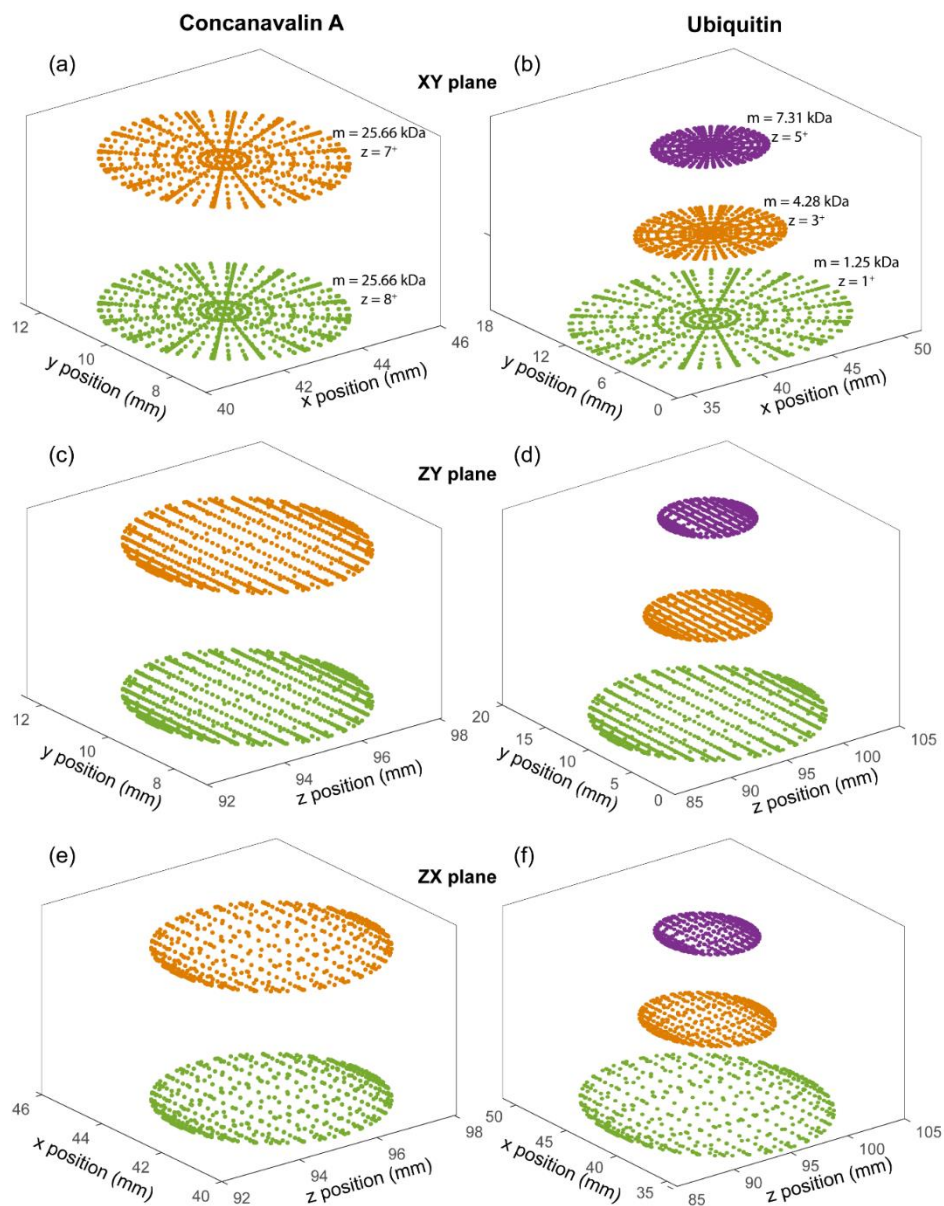 Concanavalin A
Ubiquitin
(a)
XY plane
(b)
m = 25.66 kDa
z = 7⁺
m = 25.66 kDa
z = 8⁺
12
10
8
y position (mm)
40
42
44
46
x position (mm)
m = 7.31 kDa
z = 5⁺
m = 4.28 kDa
z = 3⁺
m = 1.25 kDa
z = 1⁺
18
12
6
0
y position (mm)
35
40
45
50
x position (mm)
(c)
ZY plane
(d)
12
10
8
y position (mm)
92
94
96
98
z position (mm)
20
15
10
5
0
y position (mm)
85
90
95
100
105
z position (mm)
(e)
ZX plane
(f)
46
44
42
40
x position (mm)
92
94
96
98
z position (mm)
50
45
40
35
x position (mm)
85
90
95
100
105
z position (mm)